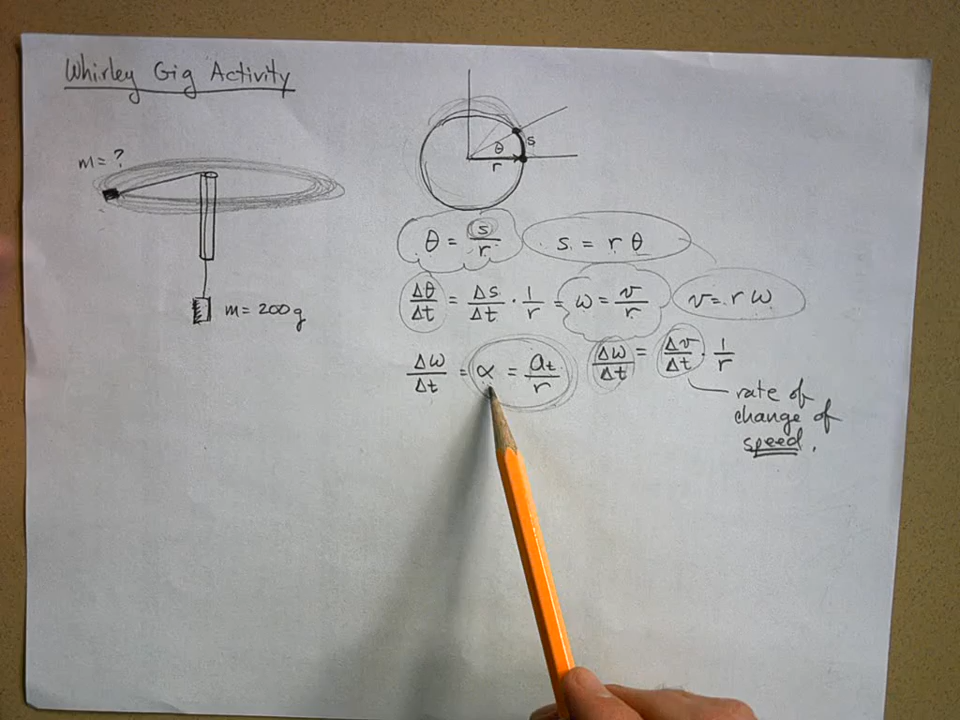 Whirley Gig Activity
m = ?
m = 200g
θ
s
r
θ = s/r
s = r θ
Δθ/Δt = Δs/Δt · 1/r = ω = v/r
v = r ω
Δω/Δt = α = at/r
Δω/Δt = Δv/Δt · 1/r
rate of
change of
speed.